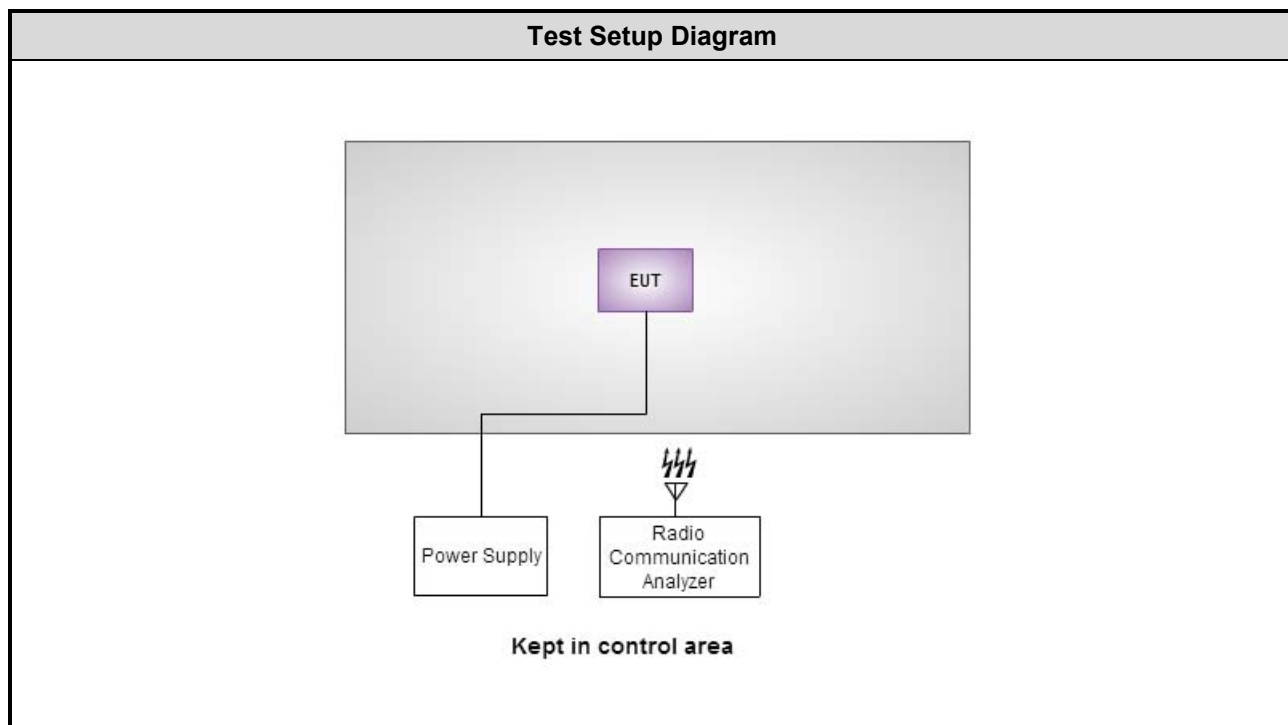 Test Setup Diagram
EUT
Power Supply
Radio
Communication
Analyzer
Kept in control area